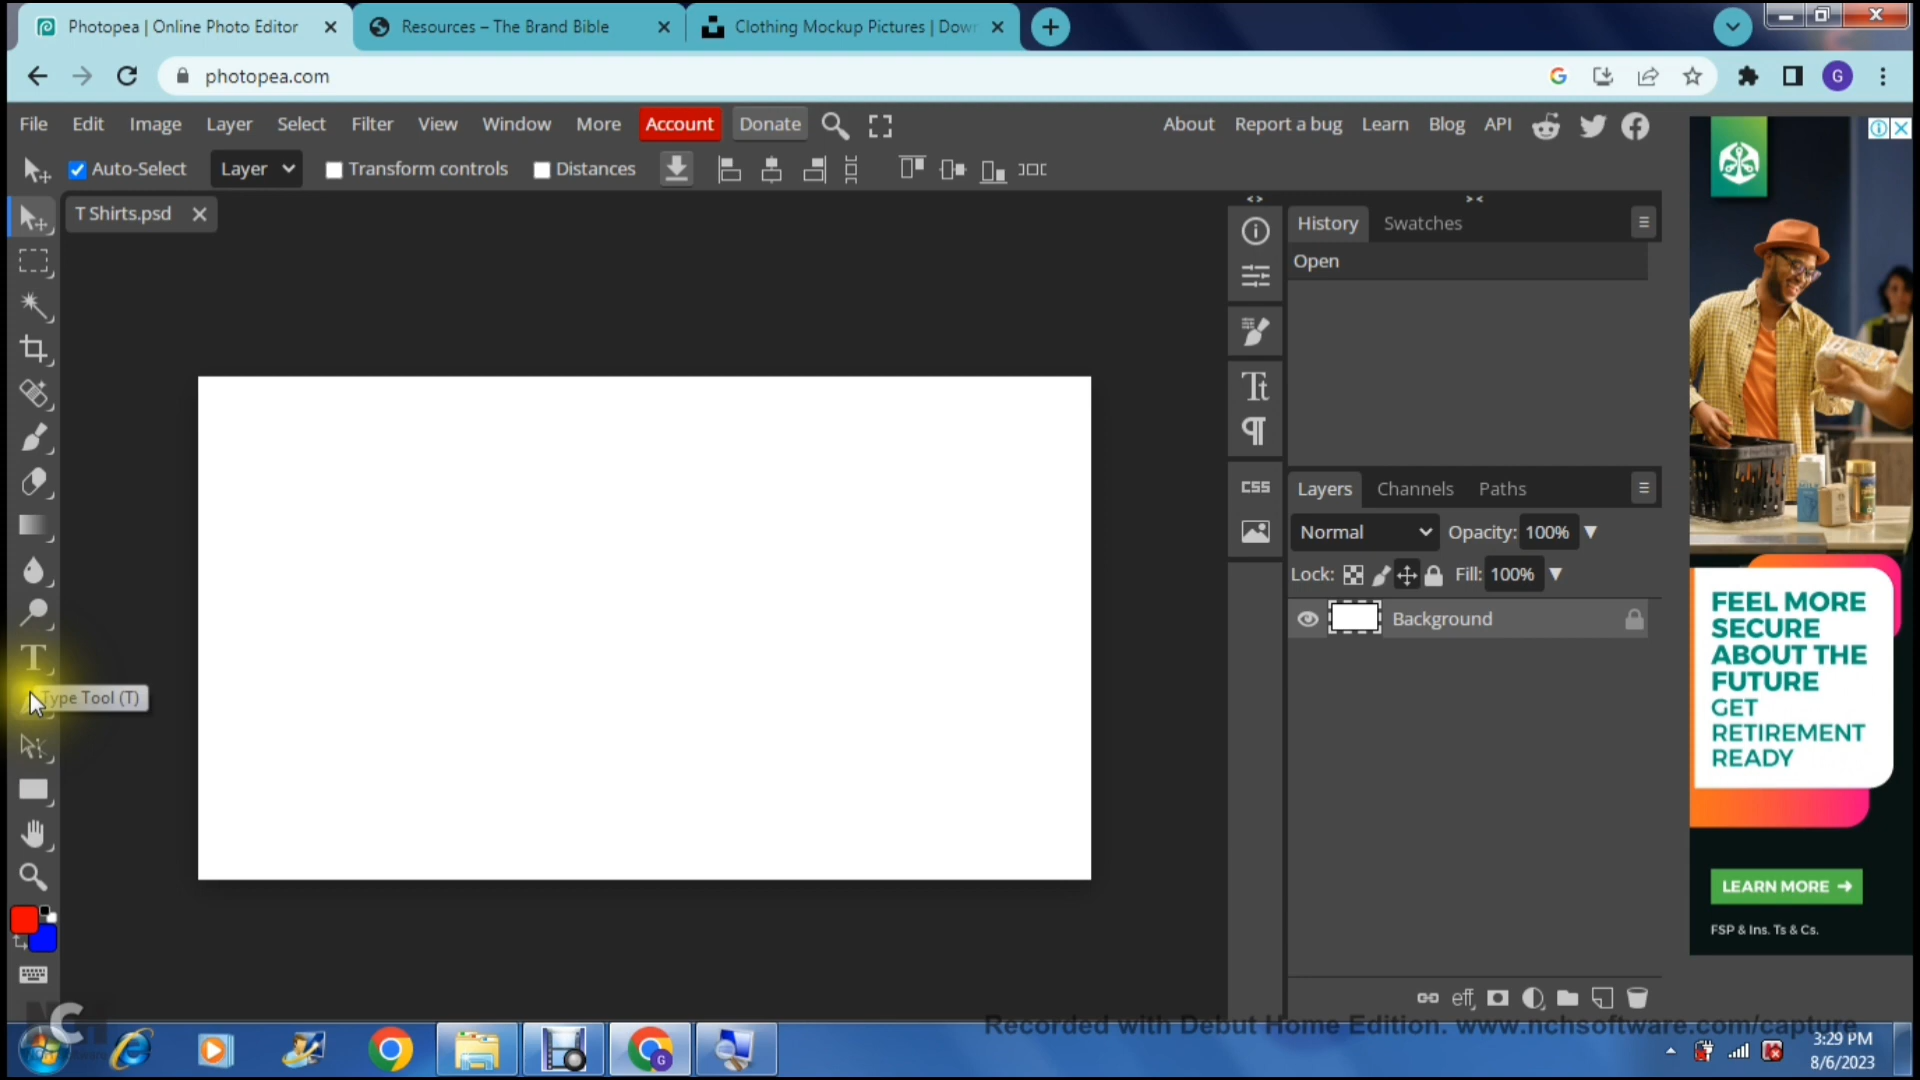 Photopea | Online Photo Editor
Resources – The Brand Bible
Clothing Mockup Pictures | Down
photopea.com
G
File Edit Image Layer Select Filter View Window More Account Donate
About Report a bug Learn Blog API
Auto-Select Layer Transform controls Distances
T Shirts.psd
History Swatches
Open
CSS
Layers Channels Paths
Normal Opacity: 100%
Lock: Fill: 100%
Background
eff
T
Type Tool (T)
FEEL MORE
SECURE
ABOUT THE
FUTURE
GET
RETIREMENT
READY
LEARN MORE
FSP & Ins. Ts & Cs.
NCH
Recorded with Debut Home Edition. www.nchsoftware.com/capture
G
3:29 PM
8/6/2023